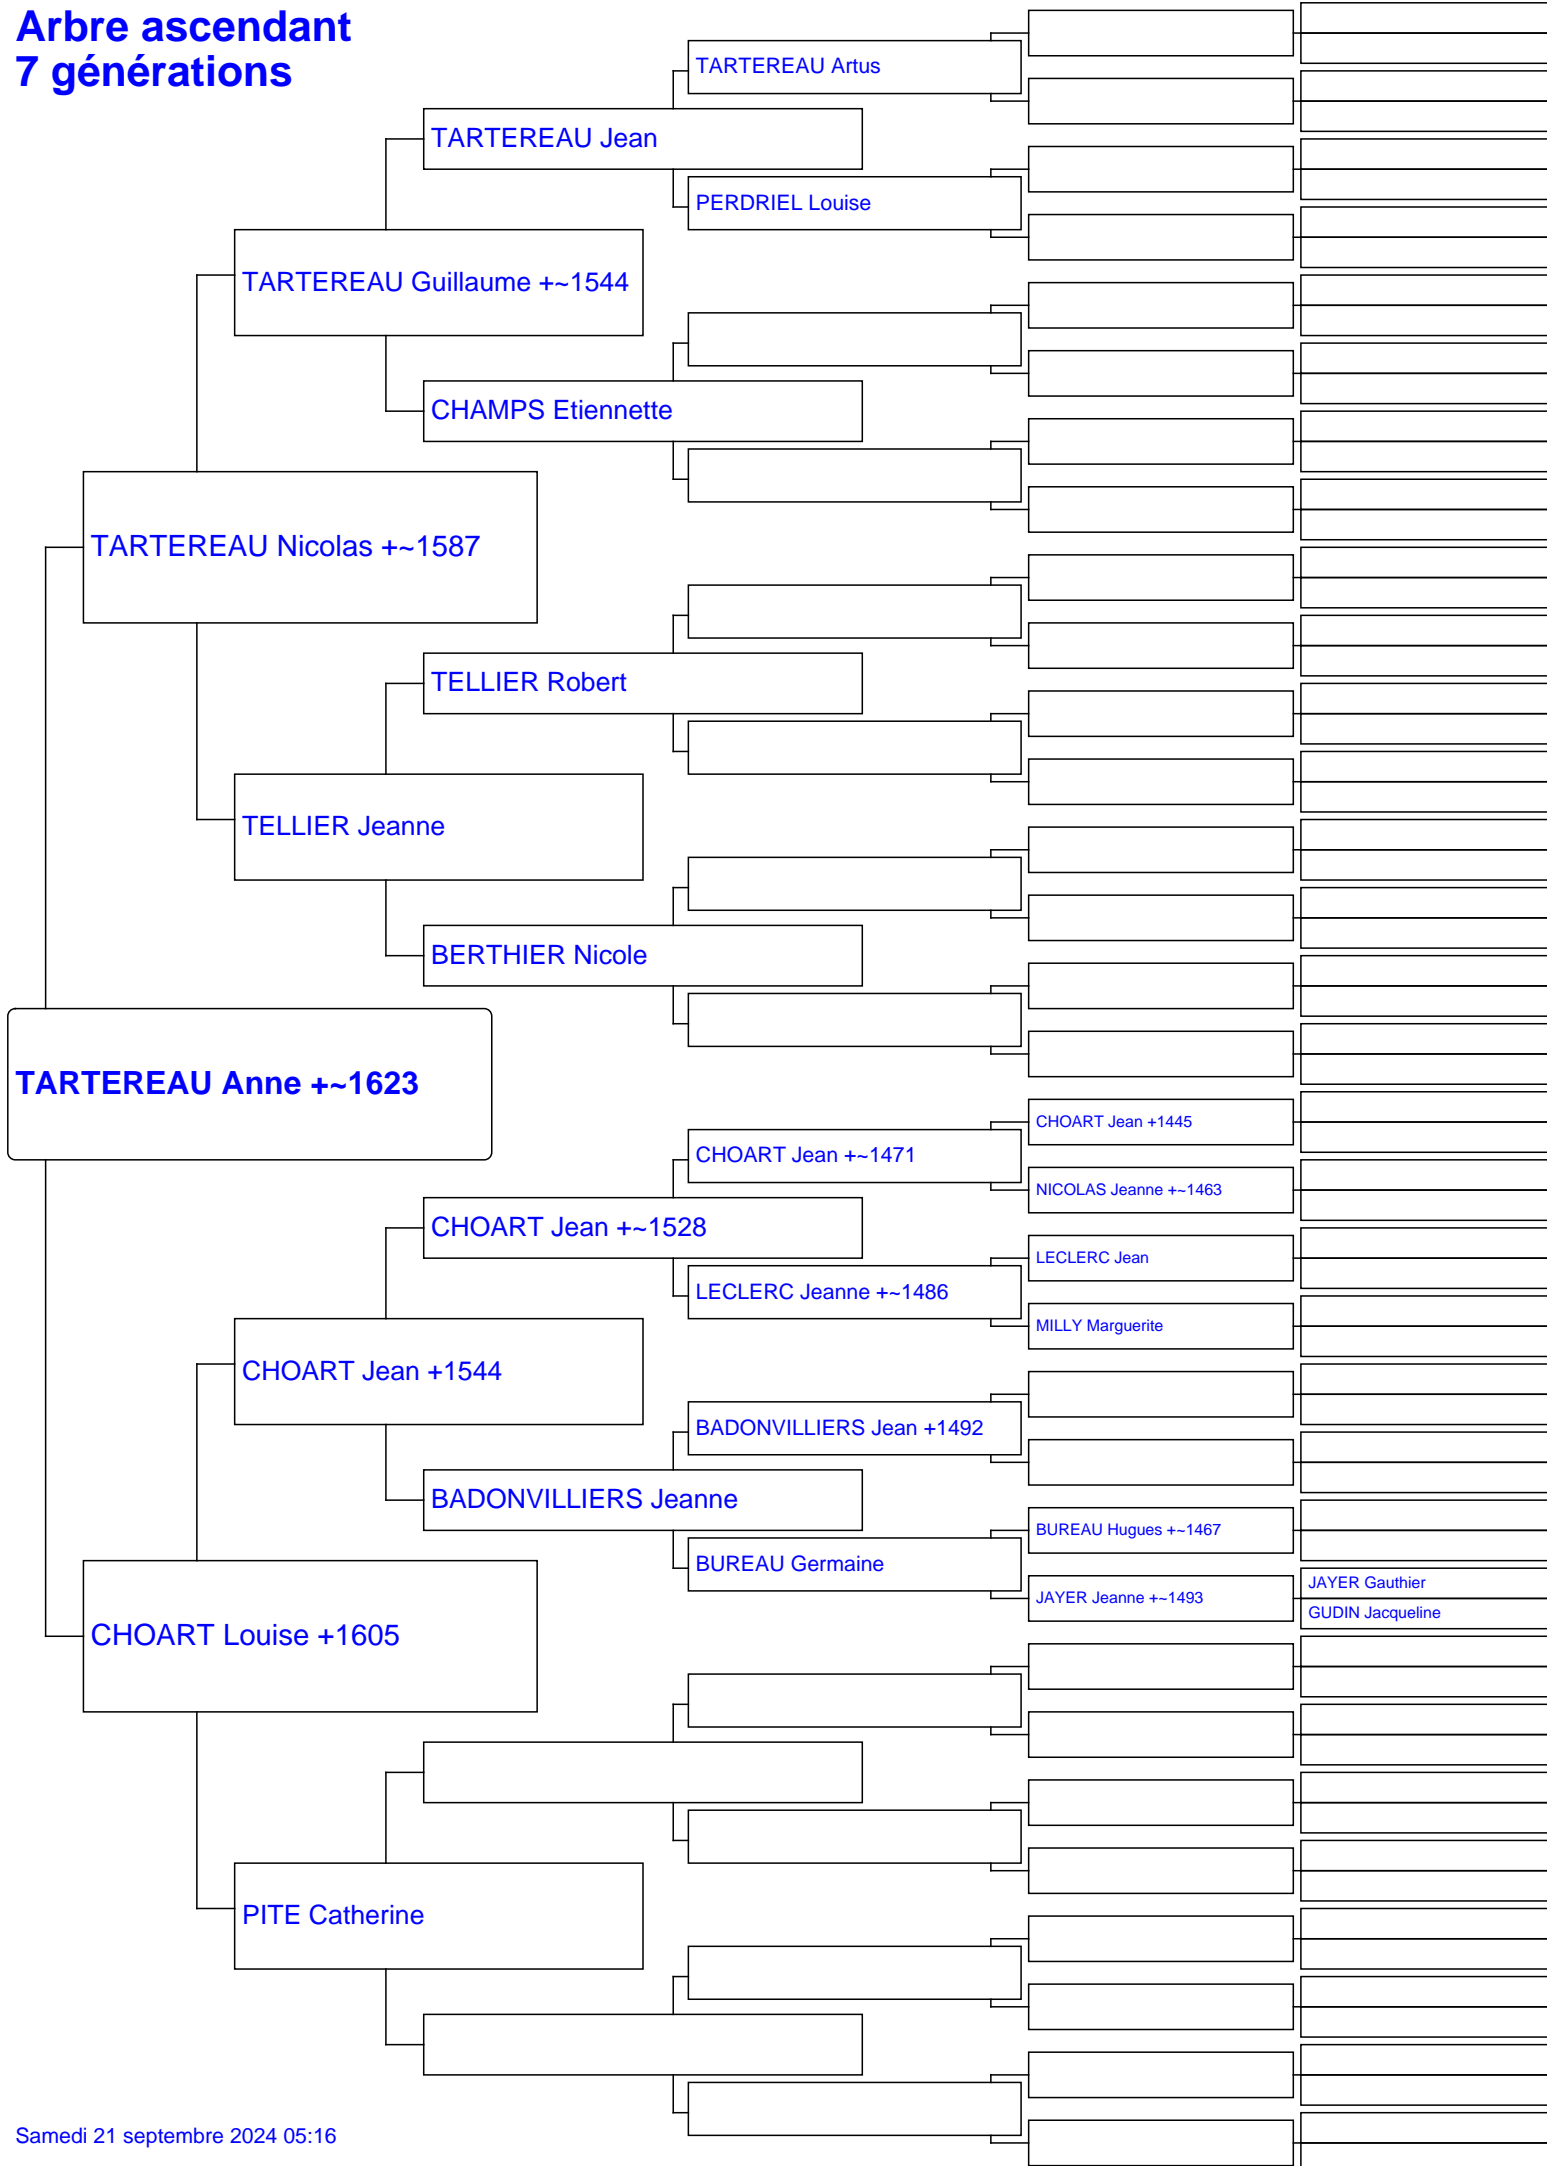 Arbre ascendant
7 générations
TARTEREAU Artus
TARTEREAU Jean
PERDRIEL Louise
TARTEREAU Guillaume +~1544
CHAMPS Etiennette
TARTEREAU Nicolas +~1587
TELLIER Robert
TELLIER Jeanne
BERTHIER Nicole
TARTEREAU Anne +~1623
CHOART Jean +1445
CHOART Jean +~1471
NICOLAS Jeanne +~1463
CHOART Jean +~1528
LECLERC Jean
LECLERC Jeanne +~1486
MILLY Marguerite
CHOART Jean +1544
BADONVILLIERS Jean +1492
BADONVILLIERS Jeanne
BUREAU Hugues +~1467
BUREAU Germaine
JAYER Gauthier
JAYER Jeanne +~1493
GUDIN Jacqueline
CHOART Louise +1605
PITE Catherine
Samedi 21 septembre 2024 05:16